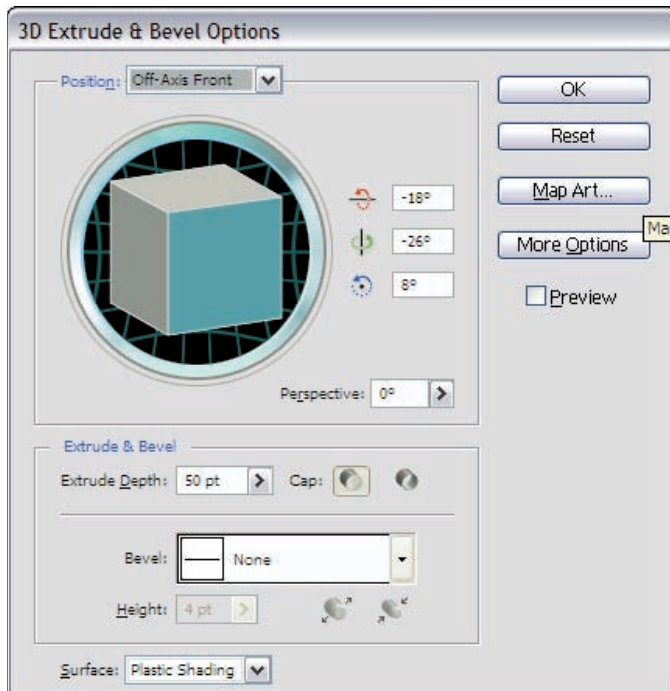 3D Extrude & Bevel Options
Position: Off-Axis Front
OK
Reset
Map Art...
Ma
More Options
Preview
-18°
-26°
8°
Perspective: 0°
Extrude & Bevel
Extrude Depth: 50 pt Cap:
Bevel: None
Height: 4 pt
Surface: Plastic Shading